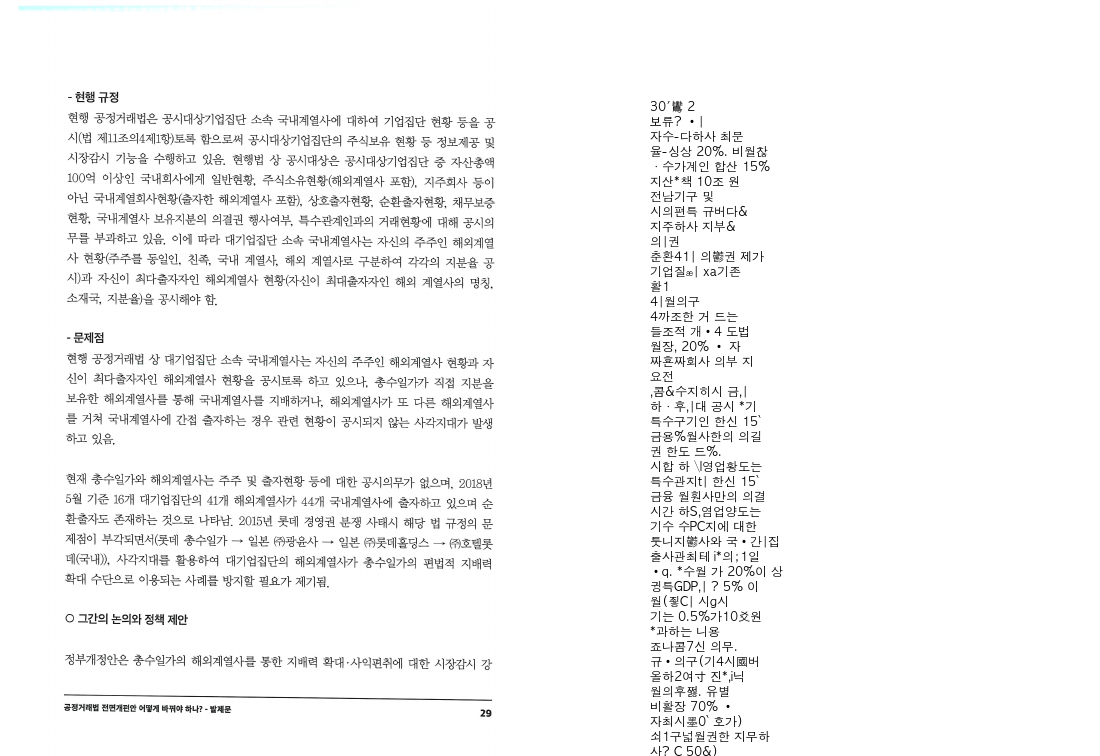 - 현행 규정
현행 공정거래법은 공시대상기업집단 소속 국내계열사에 대하여 기업집단 현황 등을 공
시(법 제11조의4제1항)토록 함으로써 공시대상기업집단의 주식보유 현황 등 정보제공 및
시장감시 기능을 수행하고 있음. 현행법 상 공시대상은 공시대상기업집단 중 자산총액
100억 이상인 국내회사에게 일반현황, 주식소유현황(해외계열사 포함), 지주회사 등이
아닌 국내계열회사현황(출자한 해외계열사 포함), 상호출자현황, 순환출자현황, 채무보증
현황, 국내계열사 보유지분의 의결권 행사여부, 특수관계인과의 거래현황에 대해 공시의
무를 부과하고 있음. 이에 따라 대기업집단 소속 국내계열사는 자신의 주주인 해외계열
사 현황(주주를 동일인, 친족, 국내 계열사, 해외 계열사로 구분하여 각각의 지분율 공
시)과 자신이 최다출자자인 해외계열사 현황(자신이 최대출자자인 해외 계열사의 명칭,
소재국, 지분율)을 공시해야 함.
- 문제점
현행 공정거래법 상 대기업집단 소속 국내계열사는 자신의 주주인 해외계열사 현황과 자
신이 최다출자자인 해외계열사 현황을 공시토록 하고 있으나, 총수일가가 직접 지분을
보유한 해외계열사를 통해 국내계열사를 지배하거나, 해외계열사가 또 다른 해외계열사
를 거쳐 국내계열사에 간접 출자하는 경우 관련 현황이 공시되지 않는 사각지대가 발생
하고 있음.
현재 총수일가와 해외계열사는 주주 및 출자현황 등에 대한 공시의무가 없으며, 2018년
5월 기준 16개 대기업집단의 41개 해외계열사가 44개 국내계열사에 출자하고 있으며 순
환출자도 존재하는 것으로 나타남. 2015년 롯데 경영권 분쟁 사태시 해당 법 규정의 문
제점이 부각되면서(롯데 총수일가 → 일본 ㈜광윤사 → 일본 ㈜롯데홀딩스 → ㈜호텔롯
데(국내)), 사각지대를 활용하여 대기업집단의 해외계열사가 총수일가의 편법적 지배력
확대 수단으로 이용되는 사례를 방지할 필요가 제기됨.
○ 그간의 논의와 정책 제안
정부개정안은 총수일가의 해외계열사를 통한 지배력 확대·사익편취에 대한 시장감시 강
공정거래법 전면개편안 어떻게 바꿔야 하나? - 발제문
29
30´ 2
보류? • |
자수-다하사 최문
율-싱상 20%. 비월찮
· 수가계인 합산 15%
지산*책 10조 원
전남기구 및
시의편특 규버다&
지주하사 지부&
의|권
춘환41| 의鬱권 제가
기업질| xa기존
활1
4|월의구
4까조한 거 드는
들조적 개 • 4 도법
월장, 20% • 자
짜흔짜회사 의부 지
요전
,콤&수지히시 금,|
하 · 후,|대 공시 *기
특수구기인 한신 15`
금용%월사한의 의길
권 한도 드%.
시합 하 \l영업황도는
특수관지t| 한신 15`
금융 월훤사만의 의결
시간 하S,염업양도는
기수 수PC지에 대한
툿니지鬱사와 국 • 간|집
출사관최테 i*의;1일
• q. *수월 가 20%이 상
귕특GDP,| ? 5% 이
월(죟C| 시g시
기는 0.5%가10爻원
*과하는 니용
죠나콤7신 의무.
규 • 의구(기4시國버
올하2여寸 진*,i닉
월의후쮏. 유별
비활장 70% •
자최시墨0` 호가)
쇠1구넓월권한 지무하
사? C 50&)